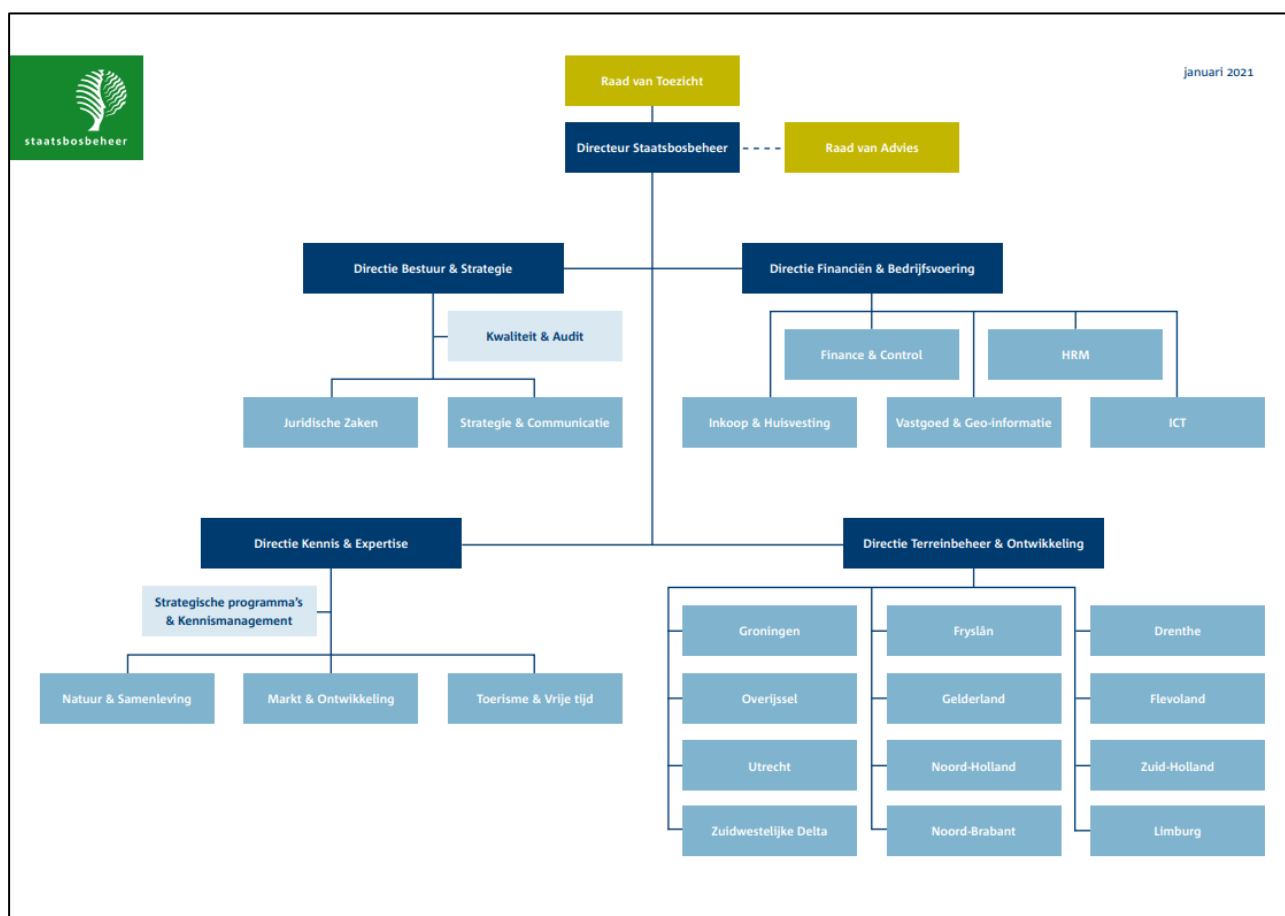 januari 2021
staatsbosbeheer
Raad van Toezicht
Directeur Staatsbosbeheer
Raad van Advies
Directie Bestuur & Strategie
Directie Financiën & Bedrijfsvoering
Kwaliteit & Audit
Finance & Control
HRM
Juridische Zaken
Strategie & Communicatie
Inkoop & Huisvesting
Vastgoed & Geo-informatie
ICT
Directie Kennis & Expertise
Directie Terreinbeheer & Ontwikkeling
Strategische programma's
& Kennismanagement
Natuur & Samenleving
Markt & Ontwikkeling
Toerisme & Vrije tijd
Groningen
Fryslân
Drenthe
Overijssel
Gelderland
Flevoland
Utrecht
Noord-Holland
Zuid-Holland
Zuidwestelijke Delta
Noord-Brabant
Limburg